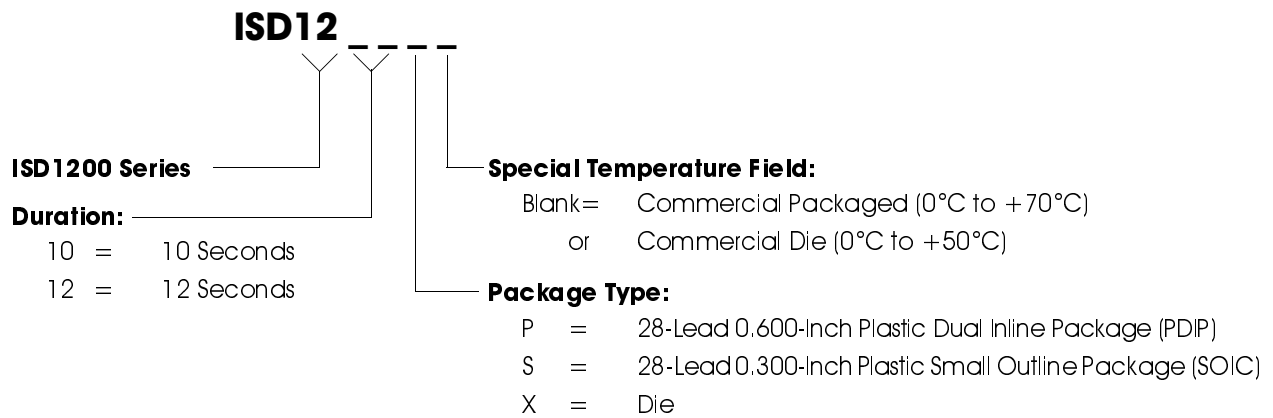 ISD12 _ _ _ _
ISD1200 Series
Duration:
10 = 10 Seconds
12 = 12 Seconds
Special Temperature Field:
Blank= Commercial Packaged (0°C to +70°C)
or Commercial Die (0°C to +50°C)
Package Type:
P = 28-Lead 0.600-Inch Plastic Dual Inline Package (PDIP)
S = 28-Lead 0.300-Inch Plastic Small Outline Package (SOIC)
X = Die